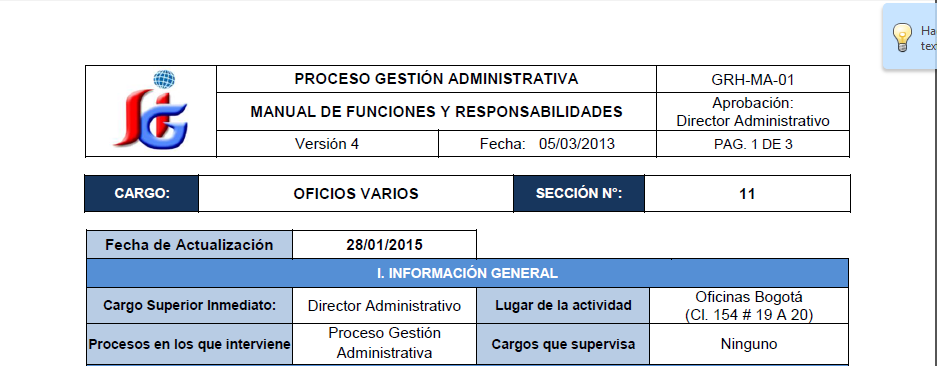 PROCESO GESTIÓN ADMINISTRATIVA
GRH-MA-01
MANUAL DE FUNCIONES Y RESPONSABILIDADES
Aprobación:
Director Administrativo
Versión 4
Fecha: 05/03/2013
PAG. 1 DE 3
CARGO:
OFICIOS VARIOS
SECCIÓN N°:
11
Fecha de Actualización
28/01/2015
I. INFORMACIÓN GENERAL
Cargo Superior Inmediato:
Director Administrativo
Lugar de la actividad
Oficinas Bogotá
(Cl. 154 # 19 A 20)
Procesos en los que interviene
Proceso Gestión
Administrativa
Cargos que supervisa
Ninguno